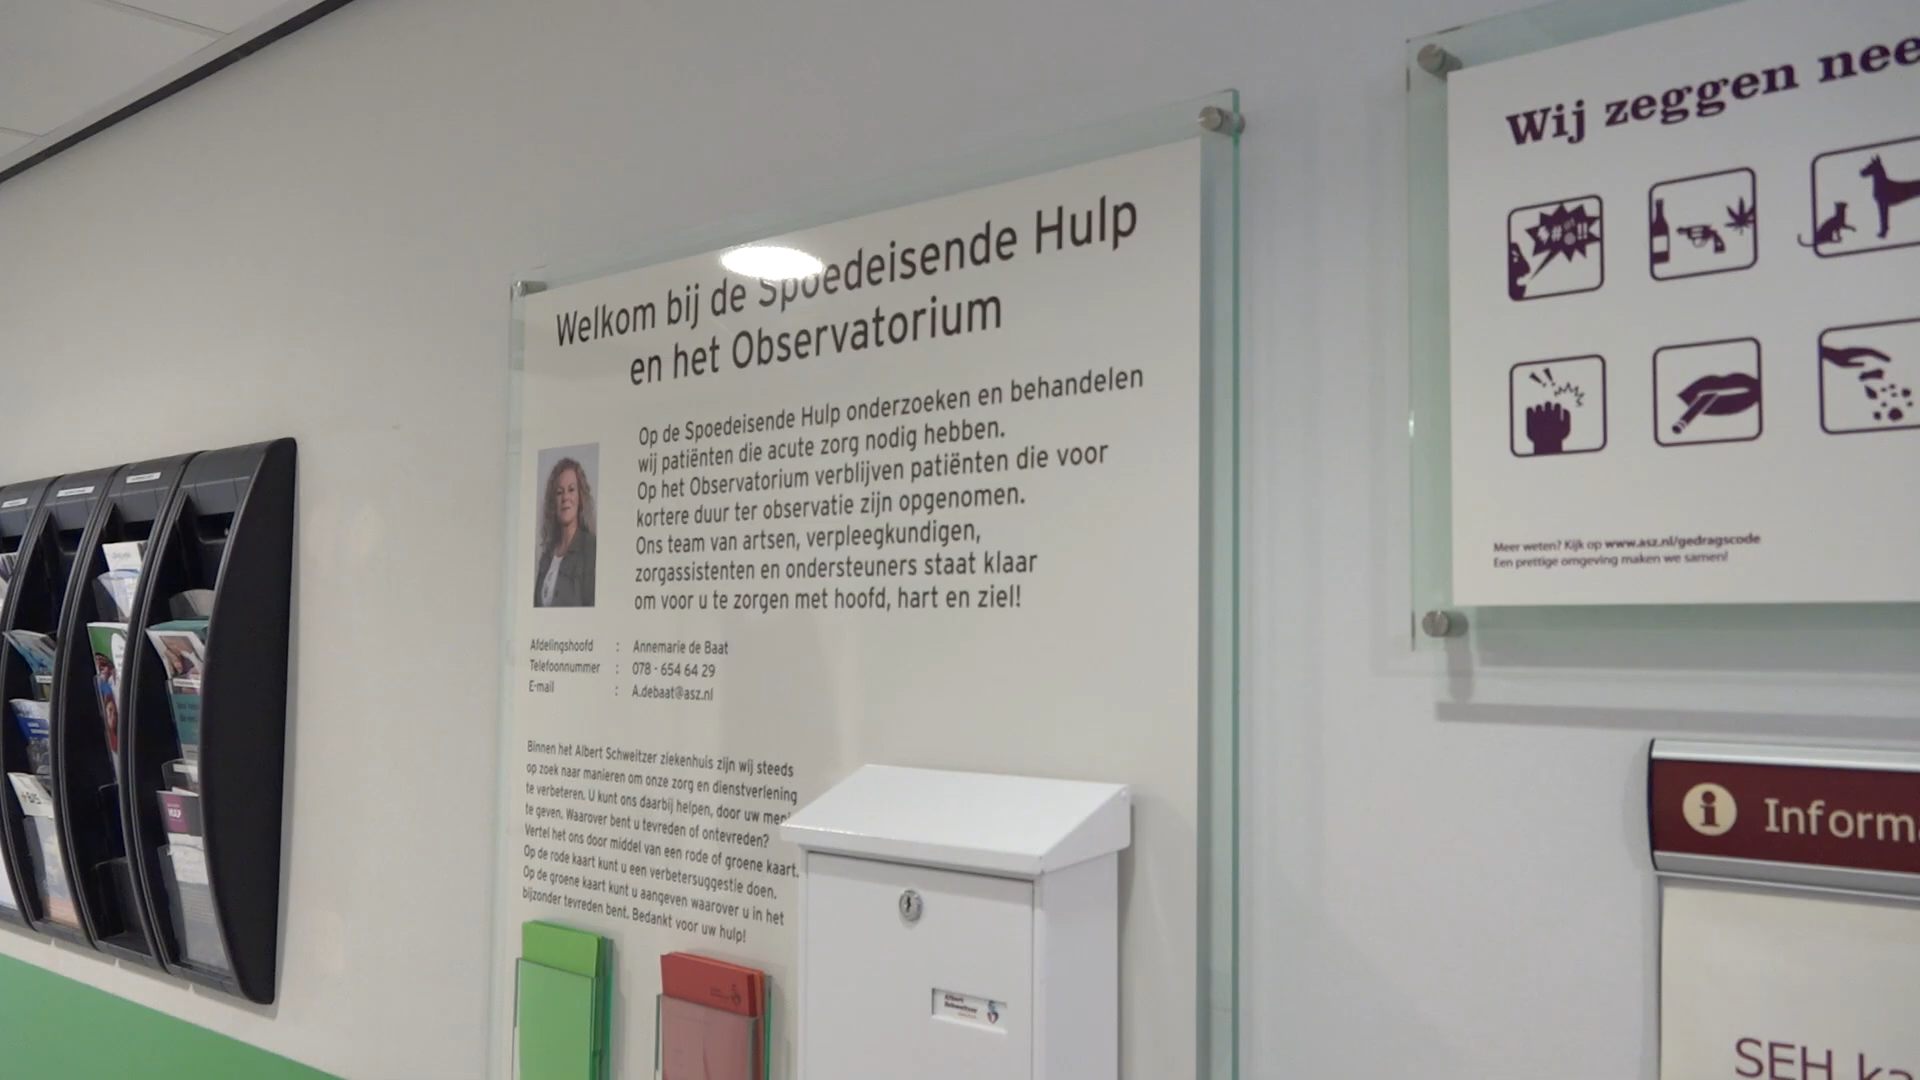 Welkom bij de Spoedeisende Hulp
en het Observatorium
Op de Spoedeisende Hulp onderzoeken en behandelen
wij patiënten die acute zorg nodig hebben.
Op het Observatorium verblijven patiënten die voor
kortere duur ter observatie zijn opgenomen.
Ons team van artsen, verpleegkundigen,
zorgassistenten en ondersteuners staat klaar
om voor u te zorgen met hoofd, hart en ziel!
Afdelingshoofd : Annemarie de Baat
Telefoonnummer : 078 - 654 64 29
E-mail : A.debaat@asz.nl
Binnen het Albert Schweitzer ziekenhuis zijn wij steeds
op zoek naar manieren om onze zorg en dienstverlening
te verbeteren. U kunt ons daarbij helpen, door uw
te geven. Waarover bent u tevreden of ontevreden?
Vertel het ons door middel van een rode of groene kaart.
Op de rode kaart kunt u een verbetersuggestie doen.
Op de groene kaart kunt u aangeven waarover u in het
bijzonder tevreden bent. Bedankt voor uw hulp!
Albert
Schweitzer
Wij zeggen nee
#@!!
Meer weten? Kijk op www.asz.nl/gedragscode
Een prettige omgeving maken we samen!
i Inform
SEH ka